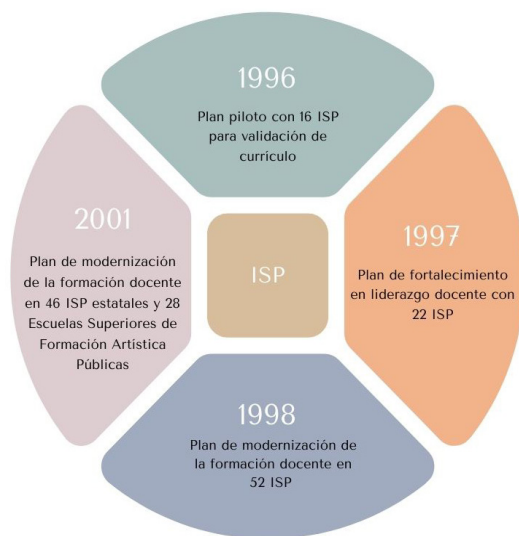 1996
Plan piloto con 16 ISP
para validación de
currículo
1997
Plan de fortalecimiento
en liderazgo docente con
22 ISP
1998
Plan de modernización de
la formación docente en
52 ISP
2001
Plan de modernización
de la formación docente
en 46 ISP estatales y 28
Escuelas Superiores de
Formación Artística
Públicas
ISP